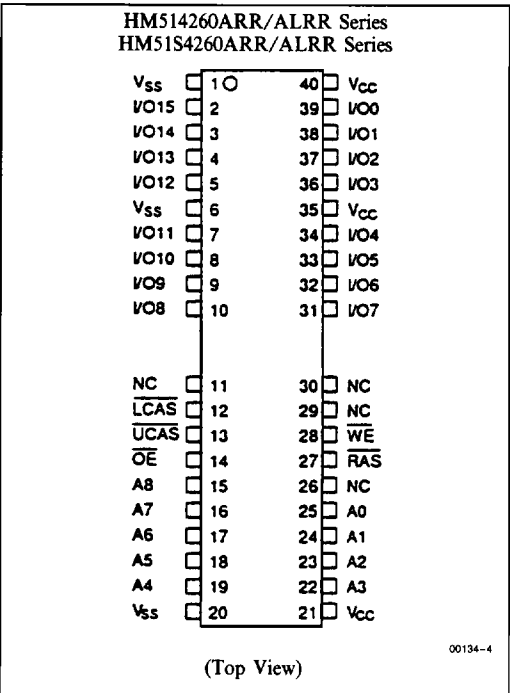 HM514260ARR/ALRR Series
HM51S4260ARR/ALRR Series
VSS 1 40 VCC
I/O15 2 39 I/O0
I/O14 3 38 I/O1
I/O13 4 37 I/O2
I/O12 5 36 I/O3
VSS 6 35 VCC
I/O11 7 34 I/O4
I/O10 8 33 I/O5
I/O9 9 32 I/O6
I/O8 10 31 I/O7
NC 11 30 NC
LCAS 12 29 NC
UCAS 13 28 WE
OE 14 27 RAS
A8 15 26 NC
A7 16 25 A0
A6 17 24 A1
A5 18 23 A2
A4 19 22 A3
VSS 20 21 VCC
00134-4
(Top View)